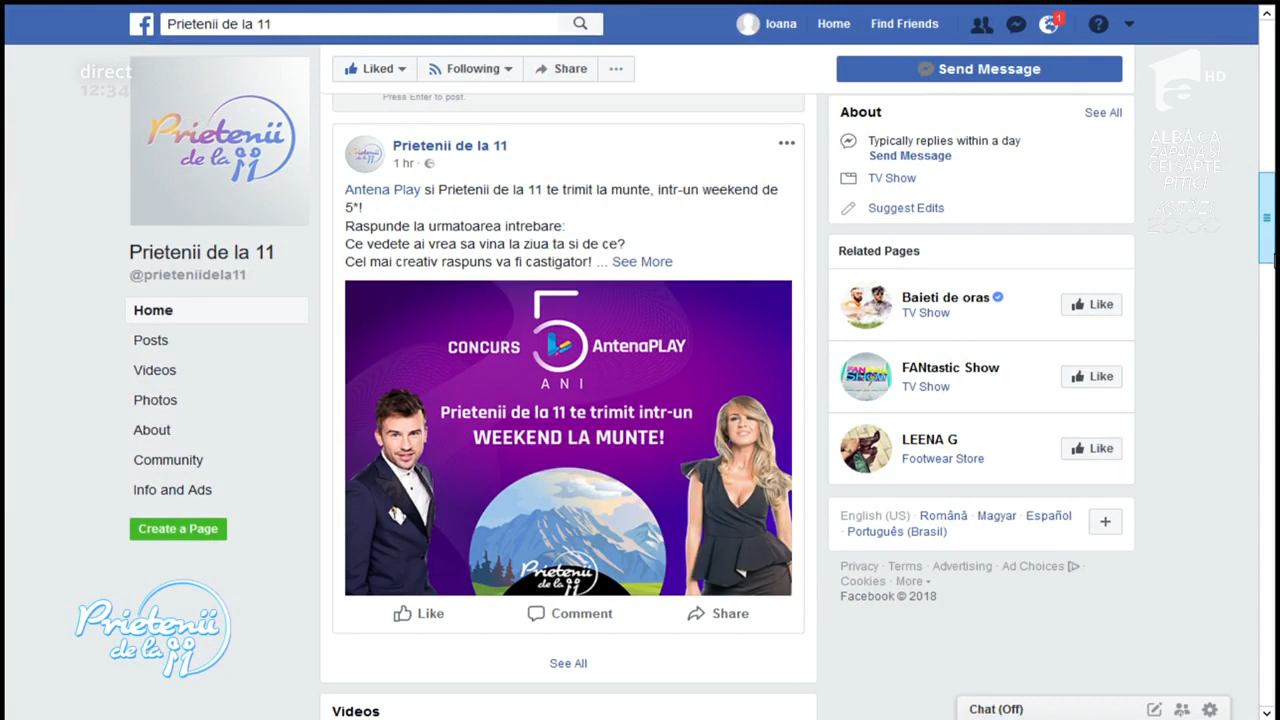 Prietenii de la 11
Ioana
Home
Find Friends
1
direct
12:34
Prietenii de la 11
Liked
Following
Share
Send Message
HD
ALBĂ CA
ZĂPADA ȘI
CEI ȘAPTE
PITICI
Press Enter to post.
Prietenii de la 11
1 hr
Antena Play si Prietenii de la 11 te trimit la munte, intr-un weekend de
5*!
Raspunde la urmatoarea intrebare:
Ce vedete ai vrea sa vina la ziua ta si de ce?
Cel mai creativ raspuns va fi castigator! ... See More
CONCURS 5 AntenaPLAY
ANI
Prietenii de la 11 te trimit intr-un
WEEKEND LA MUNTE!
Prietenii
de la 11
Like
Comment
Share
See All
Videos
Prietenii de la 11
@prieteniidela11
Home
Posts
Videos
Photos
About
Community
Info and Ads
Create a Page
Prietenii
de la 11
About
See All
Typically replies within a day
Send Message
TV Show
Suggest Edits
Related Pages
Baieti de oras
TV Show
Like
FANtastic Show
TV Show
Like
LEENA G
Footwear Store
Like
English (US) · Română · Magyar · Español
· Português (Brasil)
Privacy · Terms · Advertising · Ad Choices ·
Cookies · More
Facebook © 2018
Chat (Off)